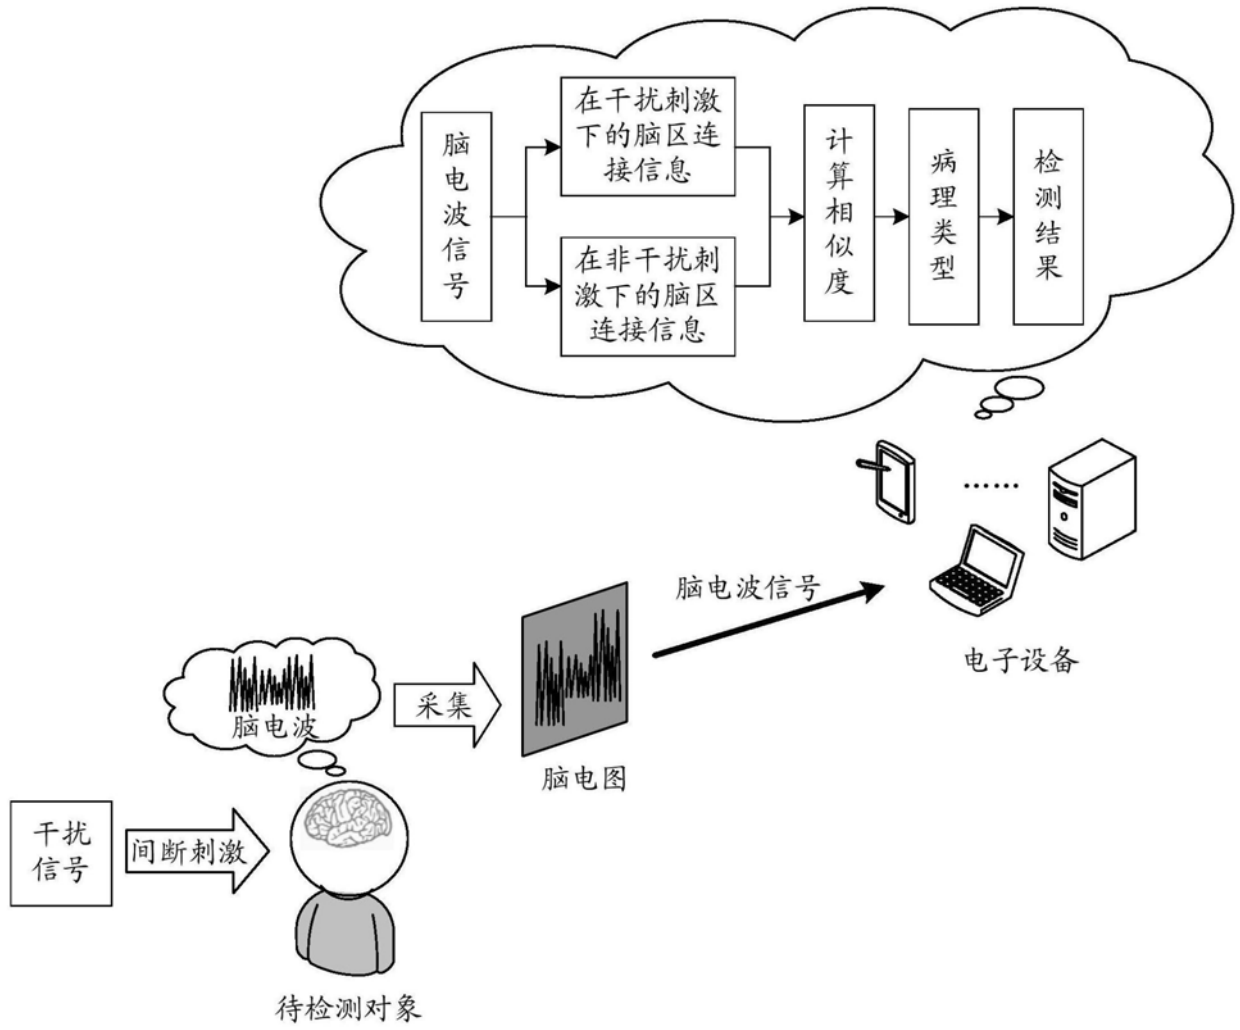 脑电波信号
在干扰刺激
下的脑区连
接信息
在非干扰刺
激下的脑区
连接信息
计算相似度
病理类型
检测结果
脑电波信号
电子设备
脑电波
采集
脑电图
干扰
信号
间断刺激
待检测对象